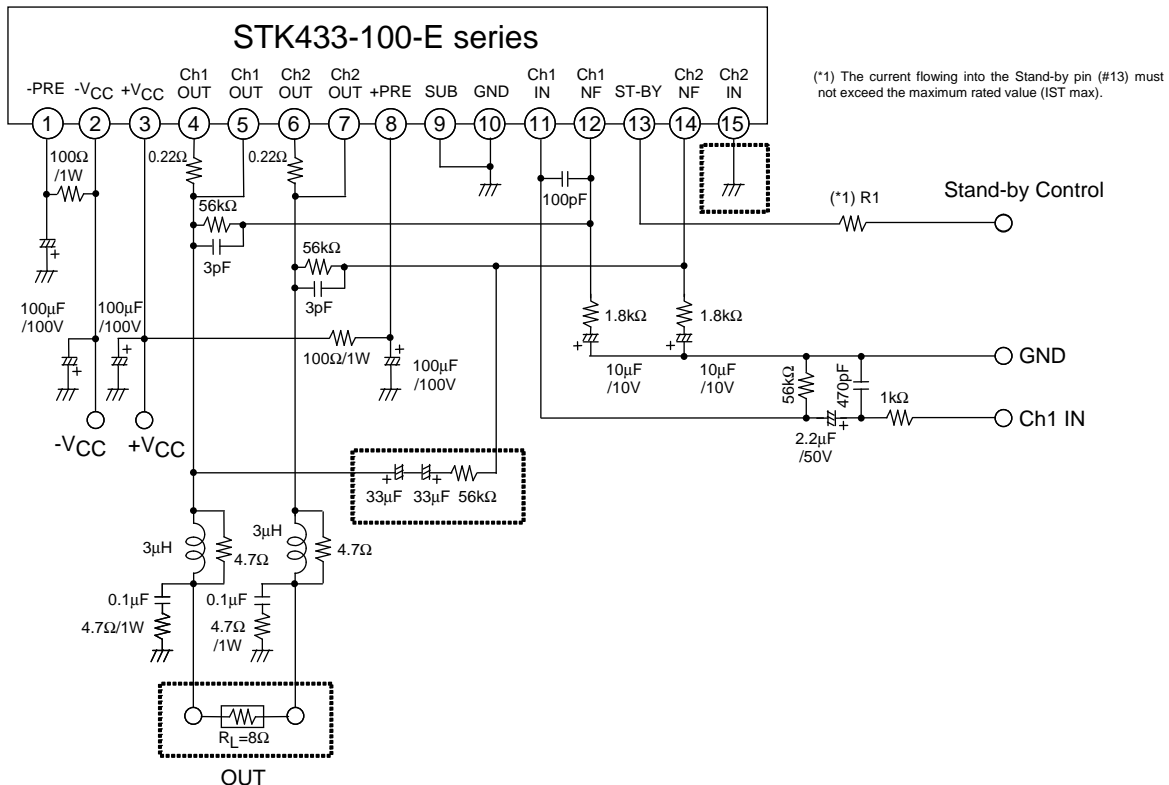 STK433-100-E series
(*1) The current flowing into the Stand-by pin (#13) must
not exceed the maximum rated value (IST max).
-PRE -VCC +VCC Ch1 OUT Ch1 OUT Ch2 OUT Ch2 OUT +PRE SUB GND Ch1 IN Ch1 NF ST-BY Ch2 NF Ch2 IN
1 2 3 4 5 6 7 8 9 10 11 12 13 14 15
100Ω
/1W
0.22Ω
0.22Ω
100pF
(*1) R1
Stand-by Control
56kΩ
3pF
56kΩ
3pF
+
100µF
/100V
+
100µF
/100V
+
100Ω/1W
+
100µF
/100V
1.8kΩ
1.8kΩ
+
+
10µF
/10V
10µF
/10V
GND
56kΩ
470pF
1kΩ
+
2.2µF
/50V
Ch1 IN
-VCC
+VCC
+ +
33µF 33µF 56kΩ
3µH
4.7Ω
3µH
4.7Ω
0.1µF
4.7Ω/1W
0.1µF
4.7Ω
/1W
RL=8Ω
OUT